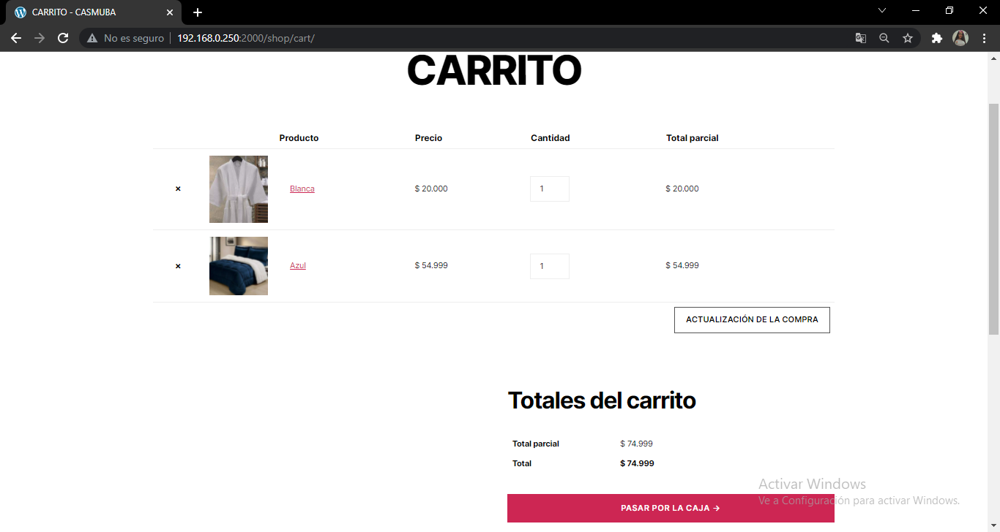 CARRITO - CASMUBA
No es seguro 192.168.0.250:2000/shop/cart/
CARRITO
Producto Precio Cantidad Total parcial
× Blanca $ 20.000 1 $ 20.000
× Azul $ 54.999 1 $ 54.999
ACTUALIZACIÓN DE LA COMPRA
Totales del carrito
Total parcial $ 74.999
Total $ 74.999
PASAR POR LA CAJA →
Activar Windows
Ve a Configuración para activar Windows.